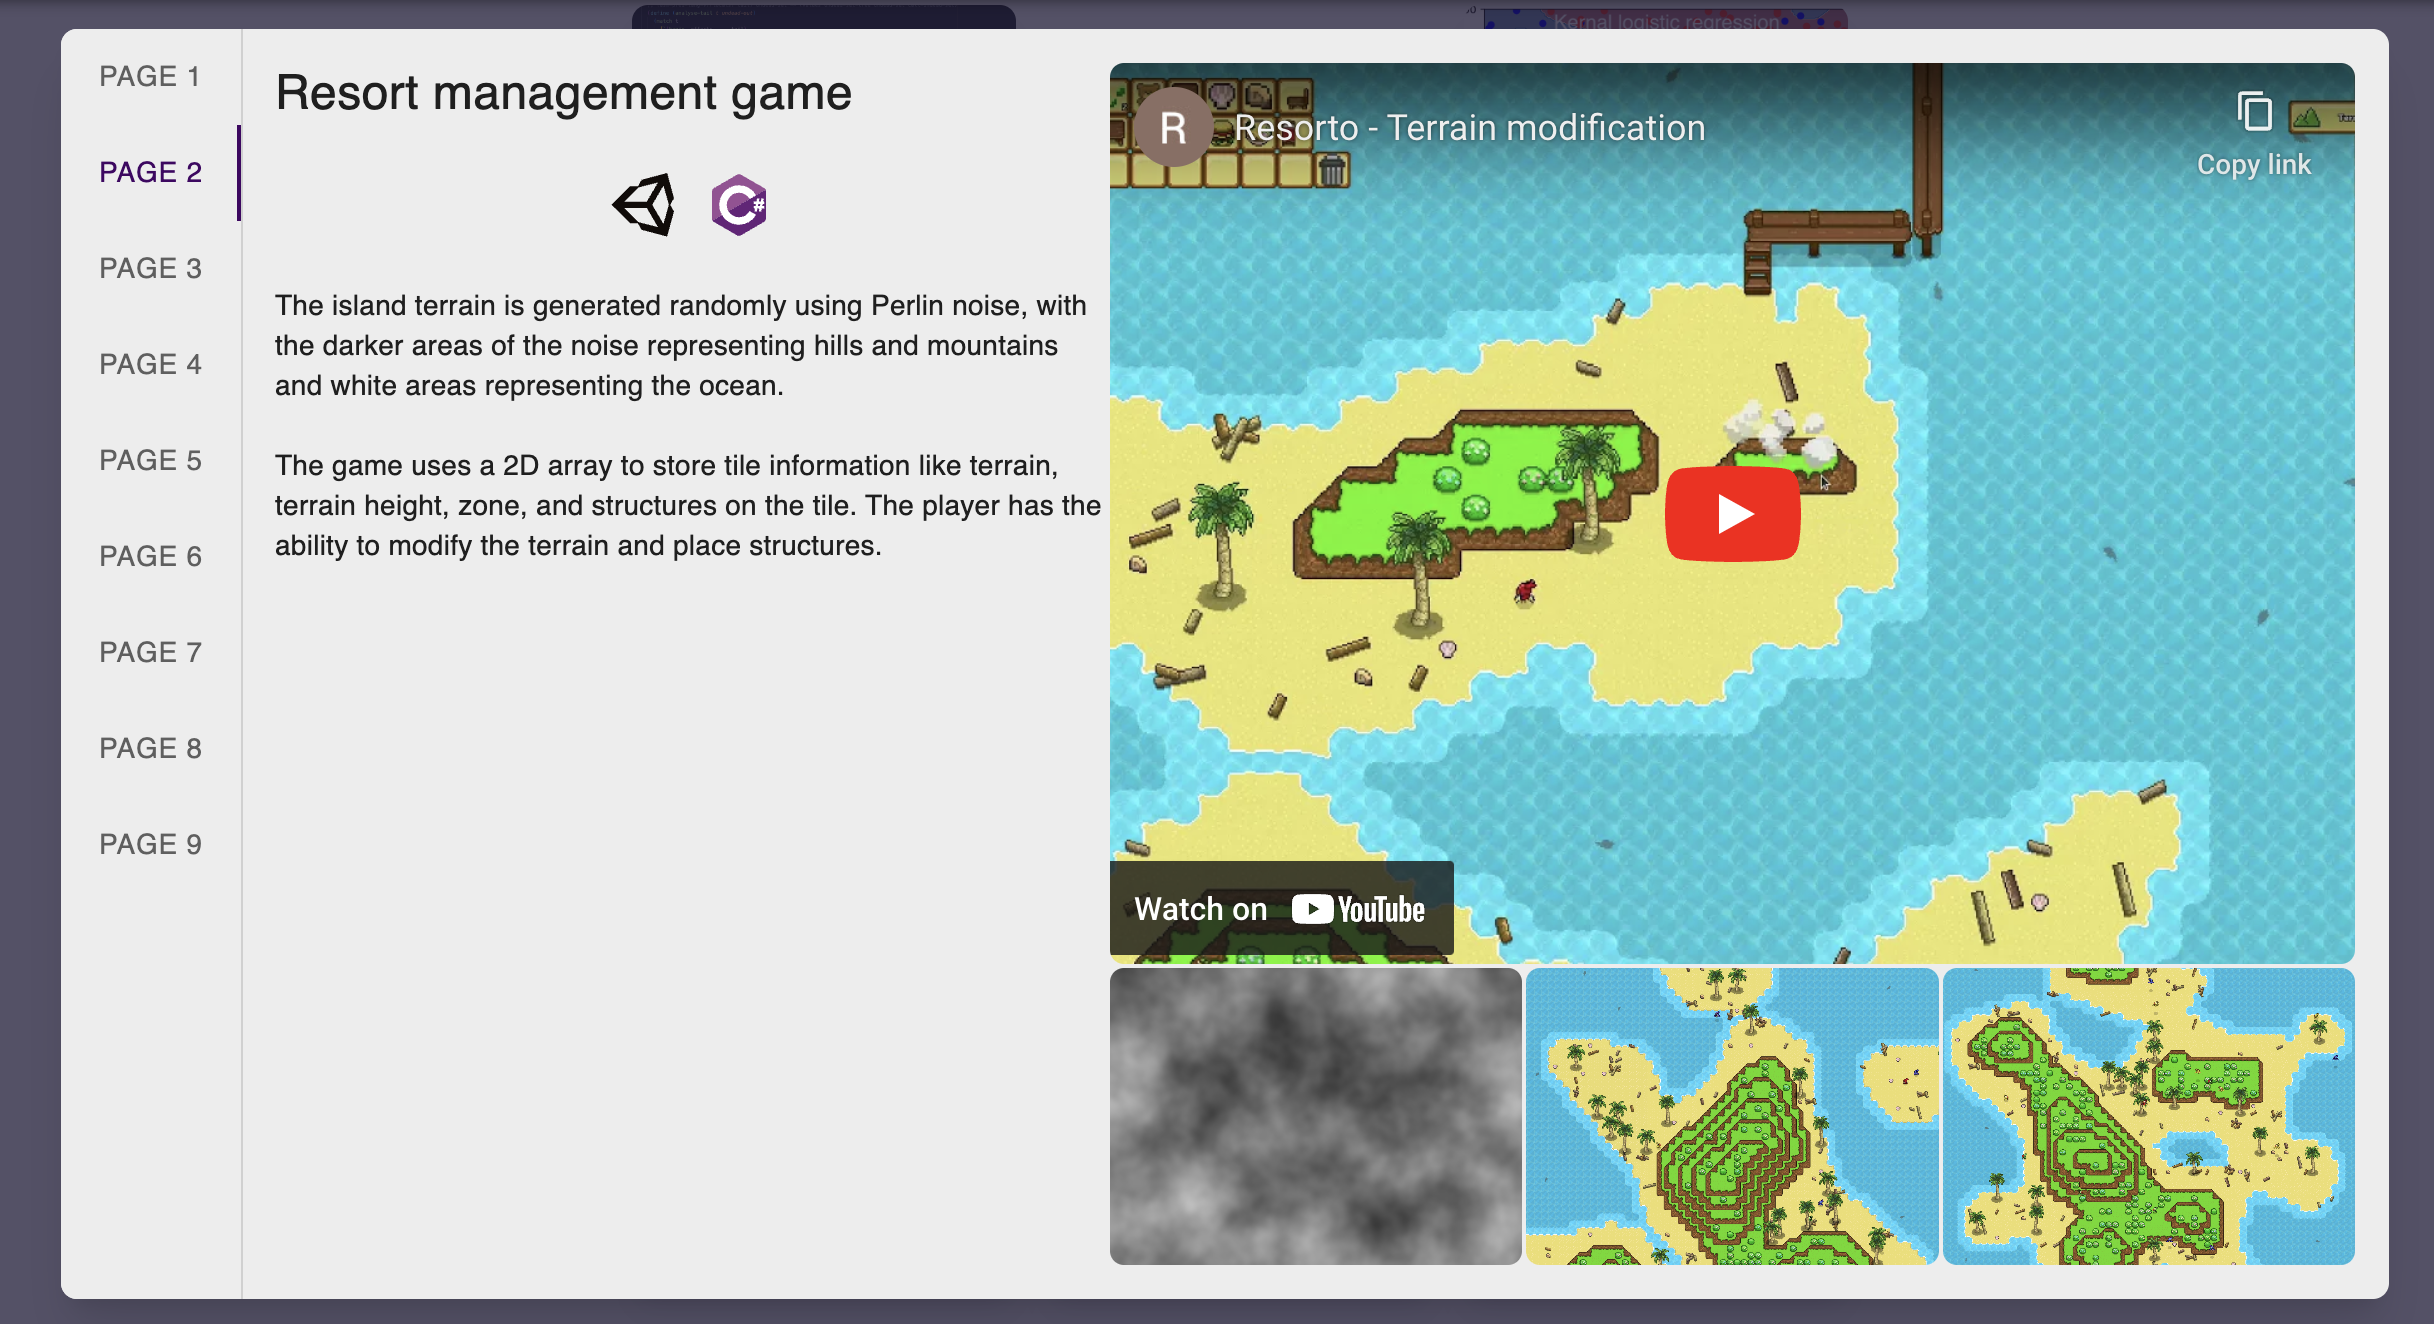 Kernal logistic regression
PAGE 1
PAGE 2
PAGE 3
PAGE 4
PAGE 5
PAGE 6
PAGE 7
PAGE 8
PAGE 9
Resort management game
C#
The island terrain is generated randomly using Perlin noise, with
the darker areas of the noise representing hills and mountains
and white areas representing the ocean.
The game uses a 2D array to store tile information like terrain,
terrain height, zone, and structures on the tile. The player has the
ability to modify the terrain and place structures.
R
Resorto - Terrain modification
Copy link
Watch on YouTube